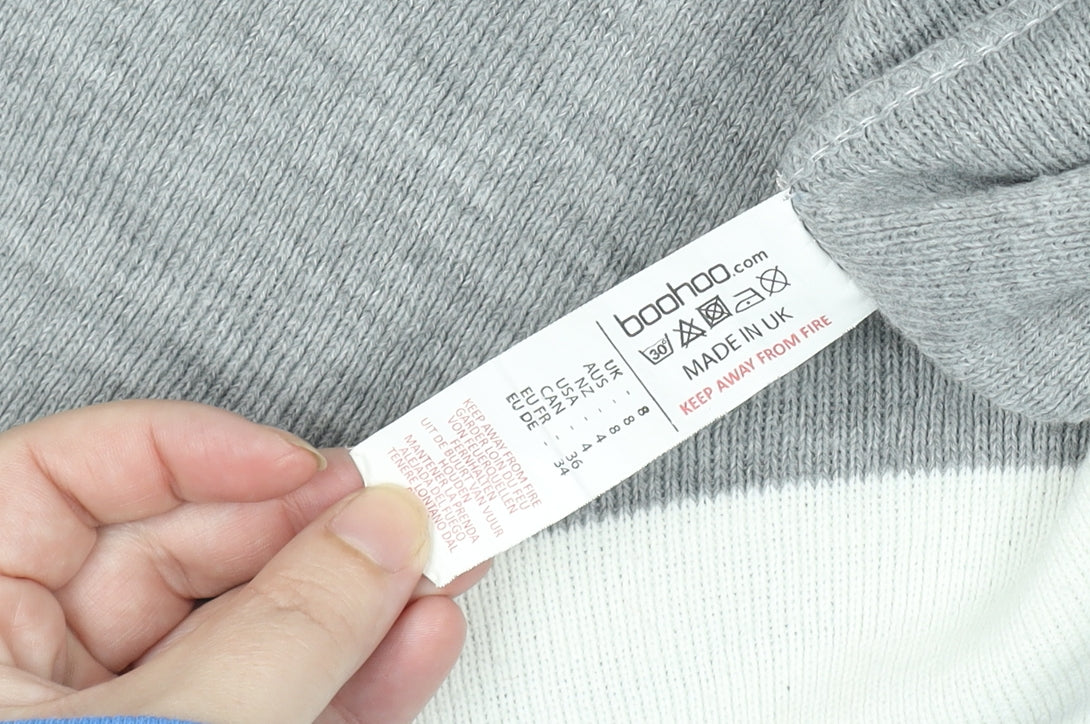 boohoo.com
30°
MADE IN UK
KEEP AWAY FROM FIRE
UK - 8
AUS - 8
NZ - 8
USA - 4
CAN - 4
EU FR - 36
EU DE - 34
KEEP AWAY FROM FIRE
GARDER LOIN DU FEU
VON FEUERQUELLEN
FERNHALTEN
UIT DE BUURT VAN VUUR
HOUDEN
MANTENER LA PRENDA
ALEJADA DEL FUEGO
TENERE LONTANO DAL